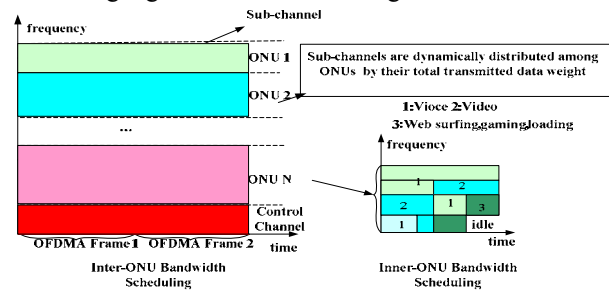 Sub-channel
frequency
ONU 1
ONU 2
...
ONU N
Control
Channel
OFDMA Frame 1 OFDMA Frame 2
time
Inter-ONU Bandwidth
Scheduling
Sub-channels are dynamically distributed among
ONUs by their total transmitted data weight
1:Vioce 2:Video
3:Web surfing,gaming,loading
frequency
1 2
2 1 3
1 idle
time
Inner-ONU Bandwidth
Scheduling